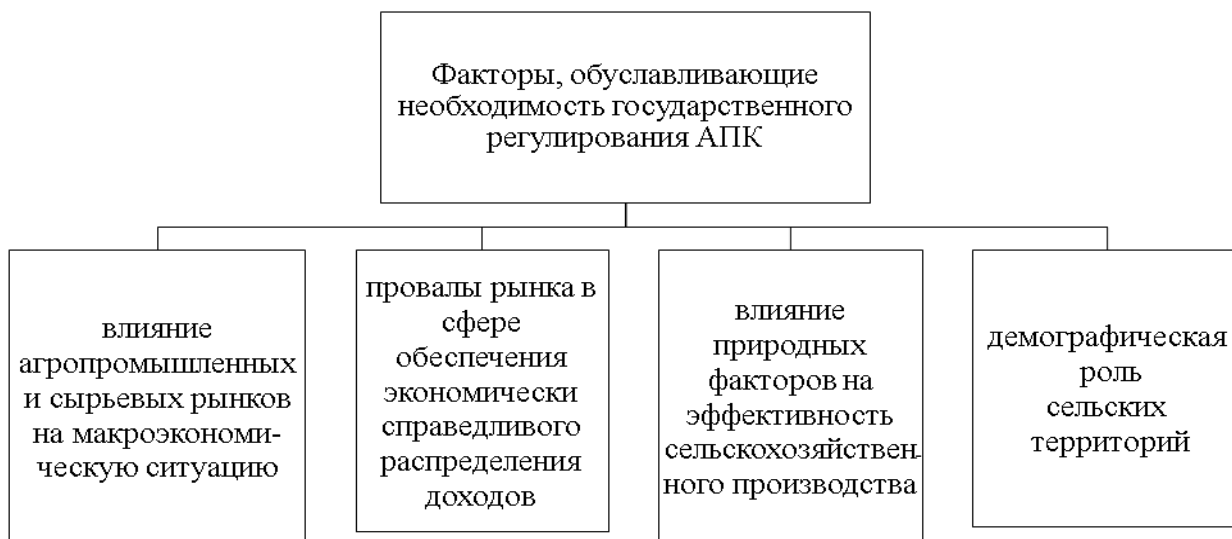 Факторы, обуславливающие
необходимость государственного
регулирования АПК
влияние
агропромышленных
и сырьевых рынков
на макроэкономи-
ческую ситуацию
провалы рынка в
сфере
обеспечения
экономически
справедливого
распределения
доходов
влияние
природных
факторов на
эффективность
сельскохозяйствен-
ного производства
демографическая
роль
сельских
территорий